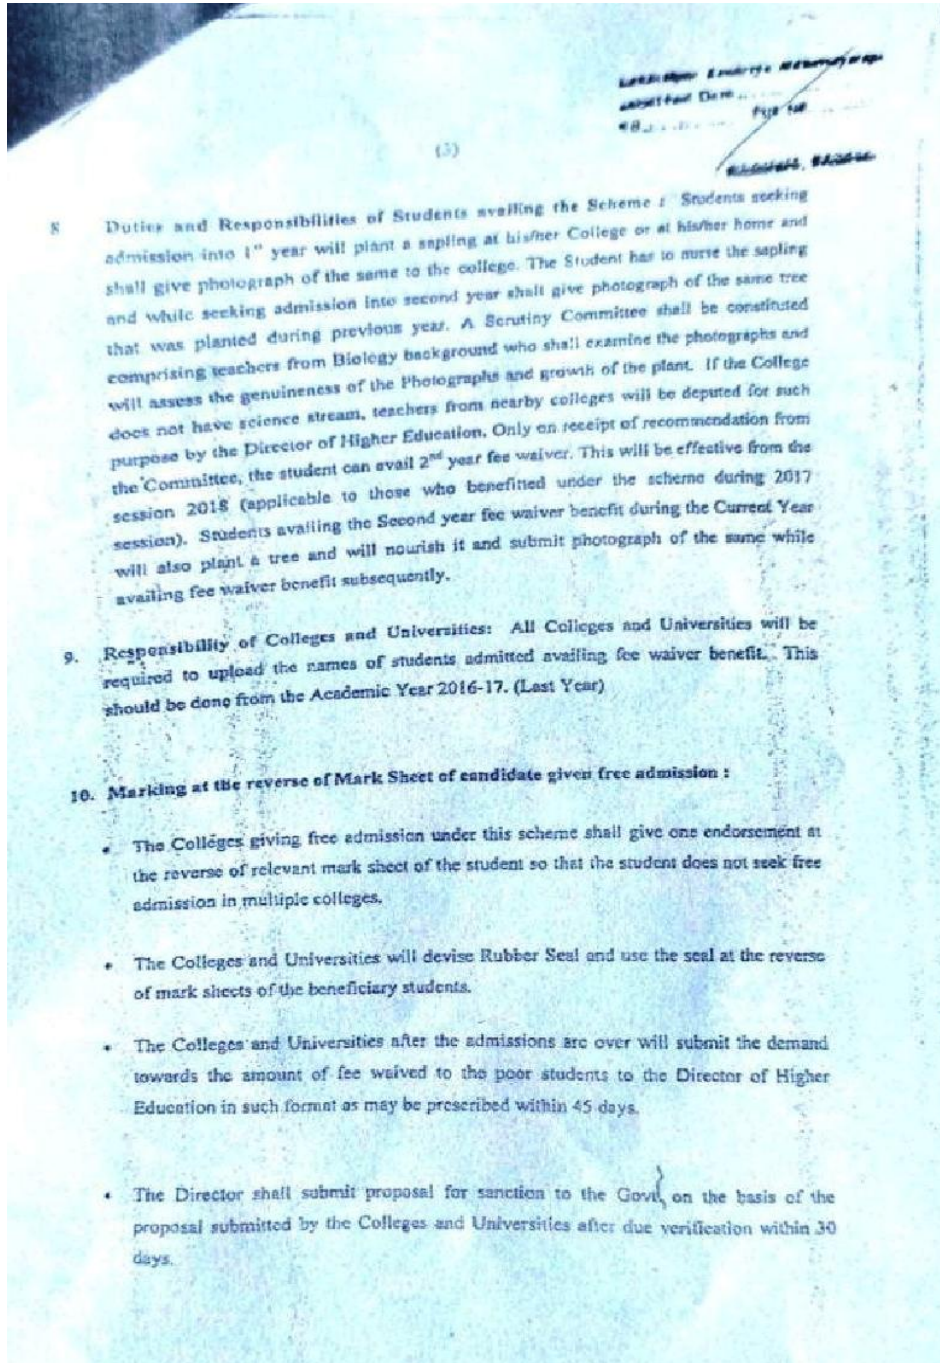 (3)
8 Duties and Responsibilities of Students availing the Scheme : Students seeking
admission into 1st year will plant a sapling at his/her College or at his/her home and
shall give photograph of the same to the college. The Student has to nurse the sapling
and while seeking admission into second year shall give photograph of the same tree
that was planted during previous year. A Scrutiny Committee shall be constituted
comprising teachers from Biology background who shall examine the photographs and
will assess the genuineness of the Photographs and growth of the plant. If the College
does not have science stream, teachers from nearby colleges will be deputed for such
purpose by the Director of Higher Education. Only on receipt of recommendation from
the Committee, the student can avail 2nd year fee waiver. This will be effective from the
session 2018 (applicable to those who benefitted under the scheme during 2017
session). Students availing the Second year fee waiver benefit during the Current Year
will also plant a tree and will nourish it and submit photograph of the same while
availing fee waiver benefit subsequently.
9. Responsibility of Colleges and Universities: All Colleges and Universities will be
required to upload the names of students admitted availing fee waiver benefit. This
should be done from the Academic Year 2016-17. (Last Year)
10. Marking at the reverse of Mark Sheet of candidate given free admission :
• The Colleges giving free admission under this scheme shall give one endorsement at
the reverse of relevant mark sheet of the student so that the student does not seek free
admission in multiple colleges.
• The Colleges and Universities will devise Rubber Seal and use the seal at the reverse
of mark sheets of the beneficiary students.
• The Colleges and Universities after the admissions are over will submit the demand
towards the amount of fee waived to the poor students to the Director of Higher
Education in such format as may be prescribed within 45 days.
• The Director shall submit proposal for sanction to the Govt. on the basis of the
proposal submitted by the Colleges and Universities after due verification within 30
days.